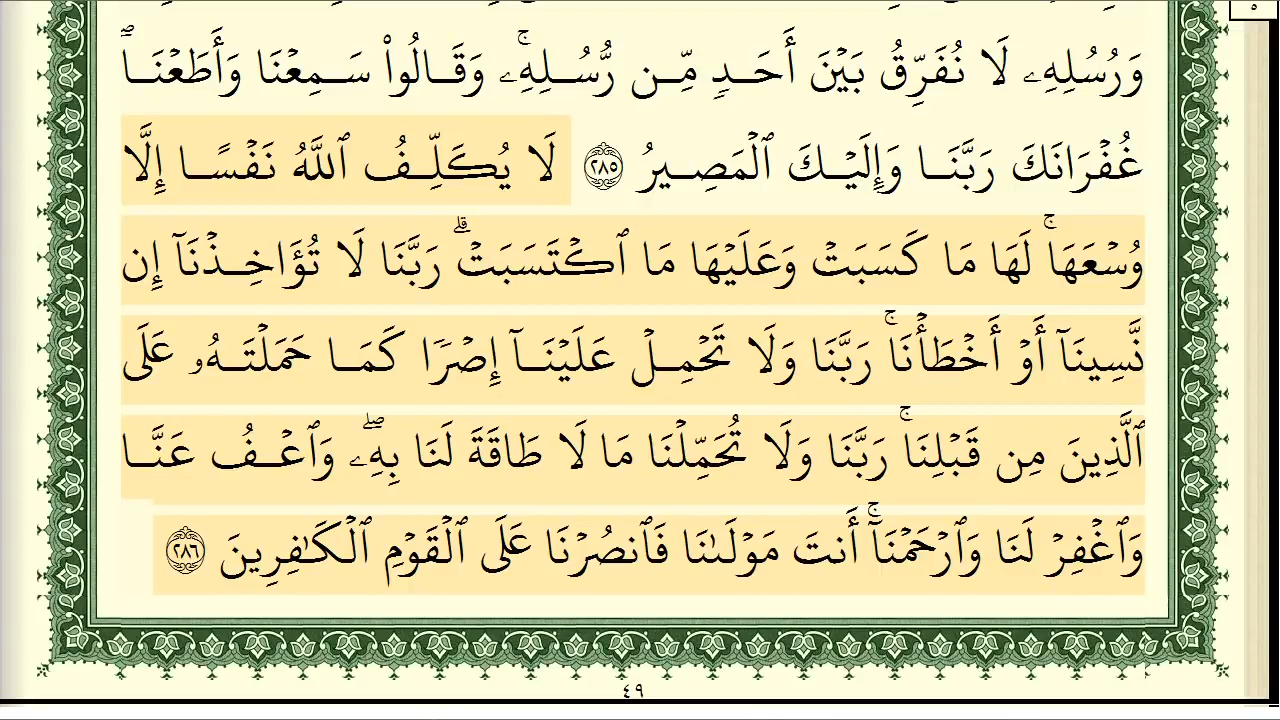 ٥
وَرُسُلِهِۦ لَا نُفَرِّقُ بَيْنَ أَحَدٍ مِّن رُّسُلِهِۦۚ وَقَالُوا۟ سَمِعْنَا وَأَطَعْنَاۖ
غُفْرَانَكَ رَبَّنَا وَإِلَيْكَ ٱلْمَصِيرُ ٢٨٥ لَا يُكَلِّفُ ٱللَّهُ نَفْسًا إِلَّا
وُسْعَهَاۚ لَهَا مَا كَسَبَتْ وَعَلَيْهَا مَا ٱكْتَسَبَتْۗ رَبَّنَا لَا تُؤَاخِذْنَآ إِن
نَّسِينَآ أَوْ أَخْطَأْنَاۚ رَبَّنَا وَلَا تَحْمِلْ عَلَيْنَآ إِصْرًا كَمَا حَمَلْتَهُۥ عَلَى
ٱلَّذِينَ مِن قَبْلِنَاۚ رَبَّنَا وَلَا تُحَمِّلْنَا مَا لَا طَاقَةَ لَنَا بِهِۦۖ وَٱعْفُ عَنَّا
وَٱغْفِرْ لَنَا وَٱرْحَمْنَآۚ أَنتَ مَوْلَىٰنَا فَٱنصُرْنَا عَلَى ٱلْقَوْمِ ٱلْكَٰفِرِينَ ٢٨٦
٤٩